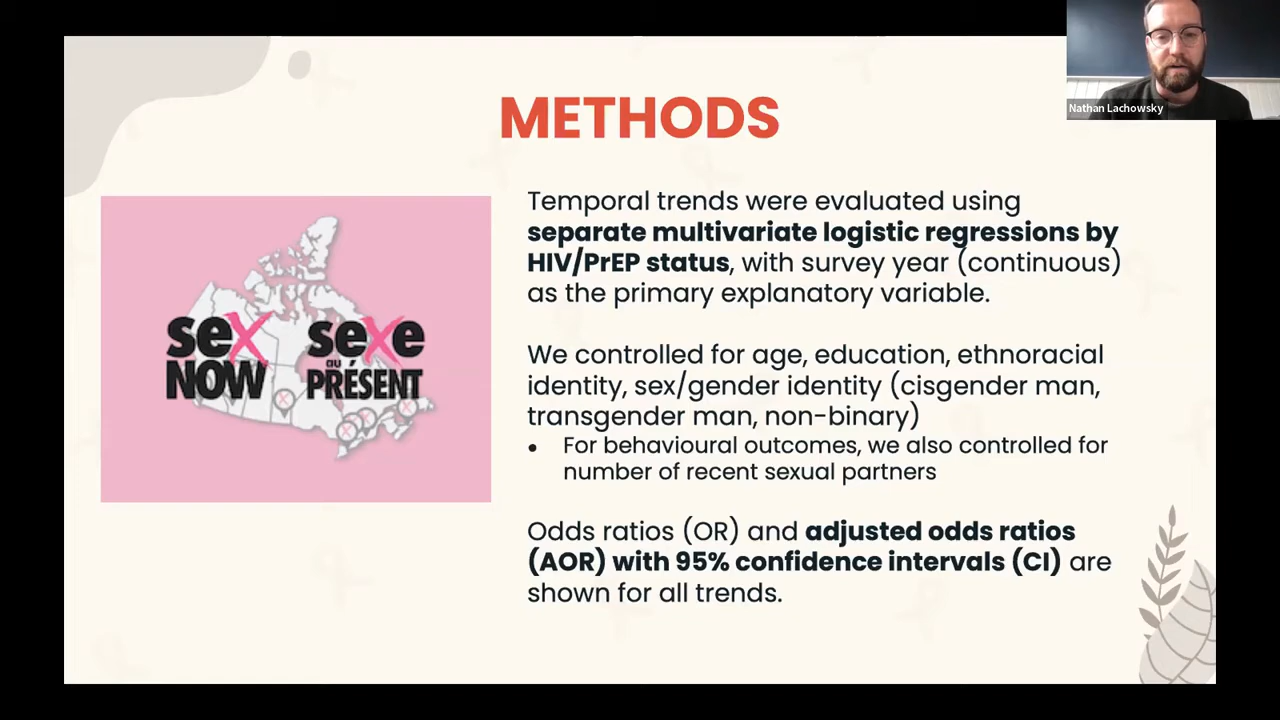 Nathan Lachowsky
METHODS
sex
NOW
sexe
au
PRÉSENT
Temporal trends were evaluated using
separate multivariate logistic regressions by
HIV/PrEP status, with survey year (continuous)
as the primary explanatory variable.
We controlled for age, education, ethnoracial
identity, sex/gender identity (cisgender man,
transgender man, non-binary)
• For behavioural outcomes, we also controlled for
number of recent sexual partners
Odds ratios (OR) and adjusted odds ratios
(AOR) with 95% confidence intervals (CI) are
shown for all trends.